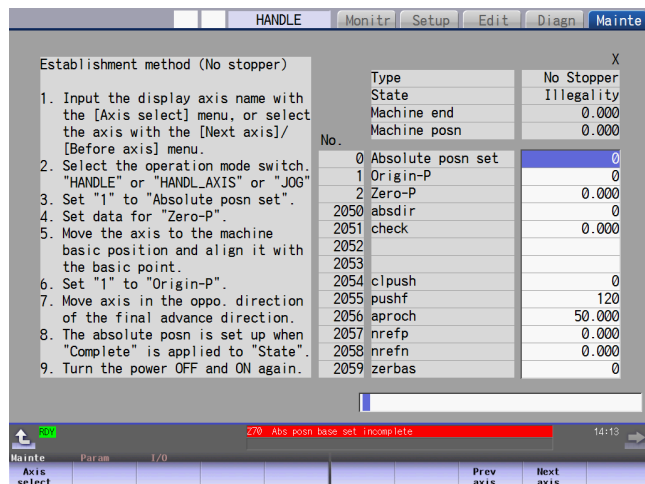 HANDLE Monitr Setup Edit Diagn Mainte
Establishment method (No stopper)
1. Input the display axis name with
the [Axis select] menu, or select
the axis with the [Next axis]/
[Before axis] menu.
2. Select the operation mode switch.
"HANDLE" or "HANDL_AXIS" or "JOG"
3. Set "1" to "Absolute posn set".
4. Set data for "Zero-P".
5. Move the axis to the machine
basic position and align it with
the basic point.
6. Set "1" to "Origin-P".
7. Move axis in the oppo. direction
of the final advance direction.
8. The absolute posn is set up when
"Complete" is applied to "State".
9. Turn the power OFF and ON again.
X
Type No Stopper
State Illegality
Machine end 0.000
Machine posn 0.000
No.
0 Absolute posn set 0
1 Origin-P 0
2 Zero-P 0.000
2050 absdir 0
2051 check 0.000
2052
2053
2054 clpush 0
2055 pushf 120
2056 aproch 50.000
2057 nrefp 0.000
2058 nrefn 0.000
2059 zerbas 0
RDY Z70 Abs posn base set incomplete 14:13
Mainte Param I/O
Axis select Prev axis Next axis